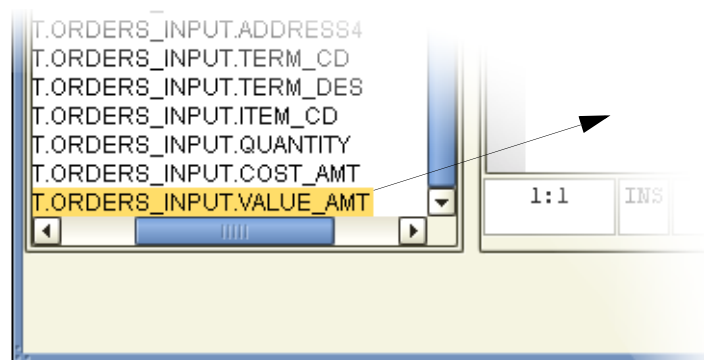 T.ORDERS_INPUT.ADDRESS4
T.ORDERS_INPUT.TERM_CD
T.ORDERS_INPUT.TERM_DES
T.ORDERS_INPUT.ITEM_CD
T.ORDERS_INPUT.QUANTITY
T.ORDERS_INPUT.COST_AMT
T.ORDERS_INPUT.VALUE_AMT
1:1 INS